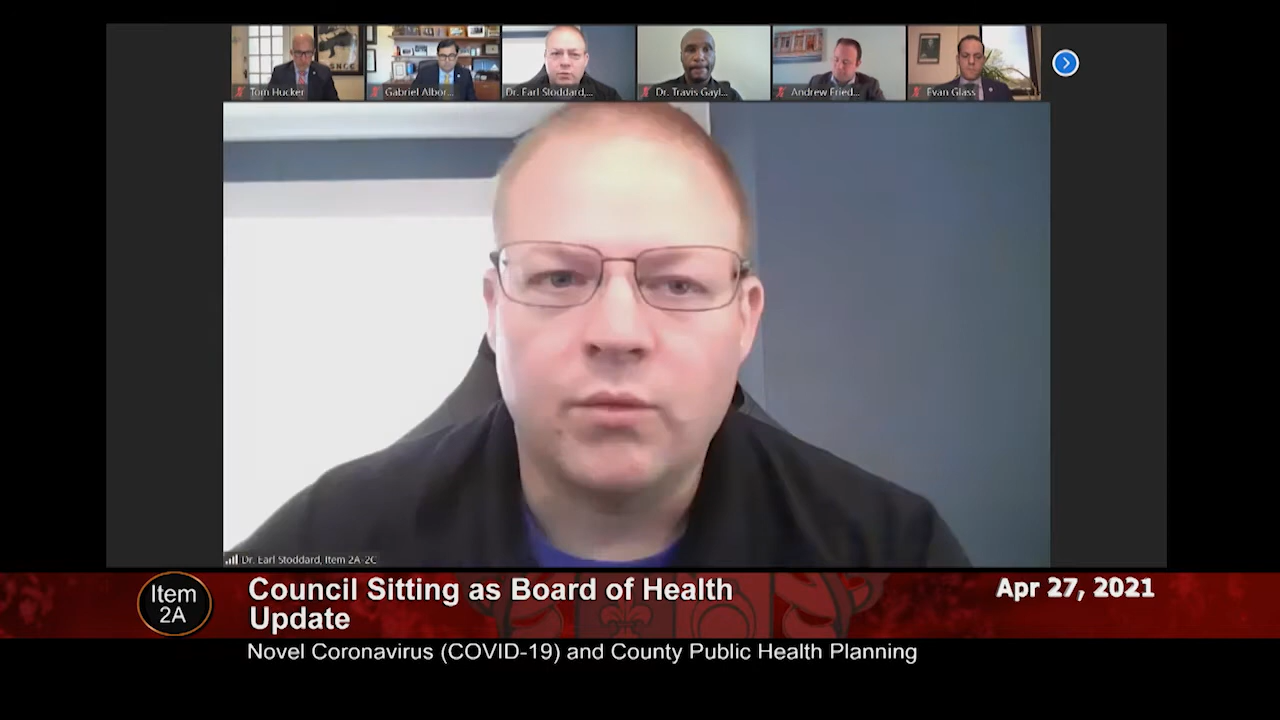 Tom Hucker
Gabriel Albor...
Dr. Earl Stoddard,...
Dr. Travis Gayl...
Andrew Fried...
Evan Glass
Dr. Earl Stoddard, Item 2A-2C
Item
2A
Council Sitting as Board of Health
Update
Apr 27, 2021
Novel Coronavirus (COVID-19) and County Public Health Planning